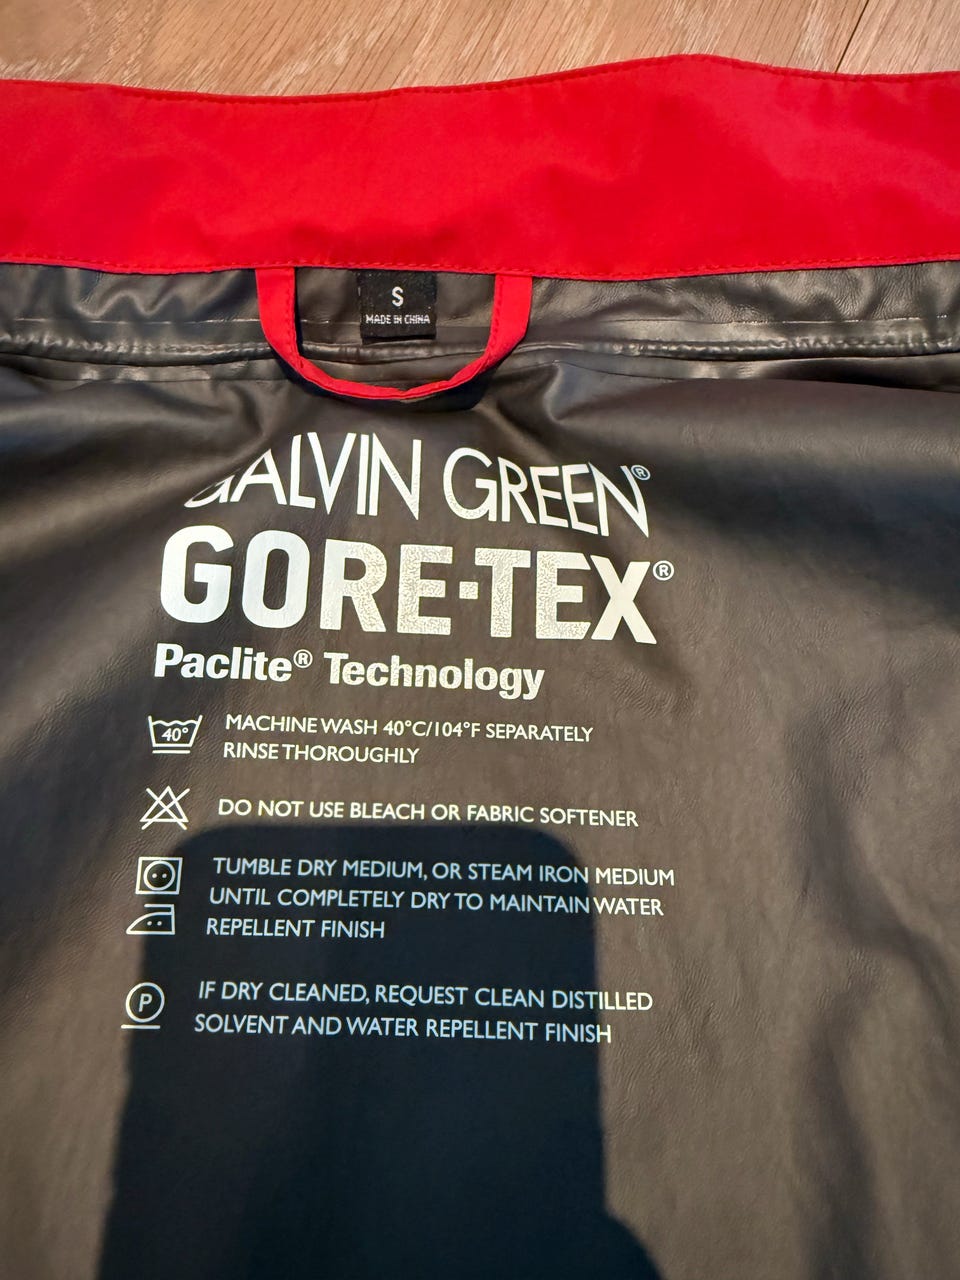 S
MADE IN CHINA
GALVIN GREEN®
GORE-TEX®
Paclite® Technology
40° MACHINE WASH 40°C/104°F SEPARATELY
RINSE THOROUGHLY
DO NOT USE BLEACH OR FABRIC SOFTENER
TUMBLE DRY MEDIUM, OR STEAM IRON MEDIUM
UNTIL COMPLETELY DRY TO MAINTAIN WATER
REPELLENT FINISH
P IF DRY CLEANED, REQUEST CLEAN DISTILLED
SOLVENT AND WATER REPELLENT FINISH